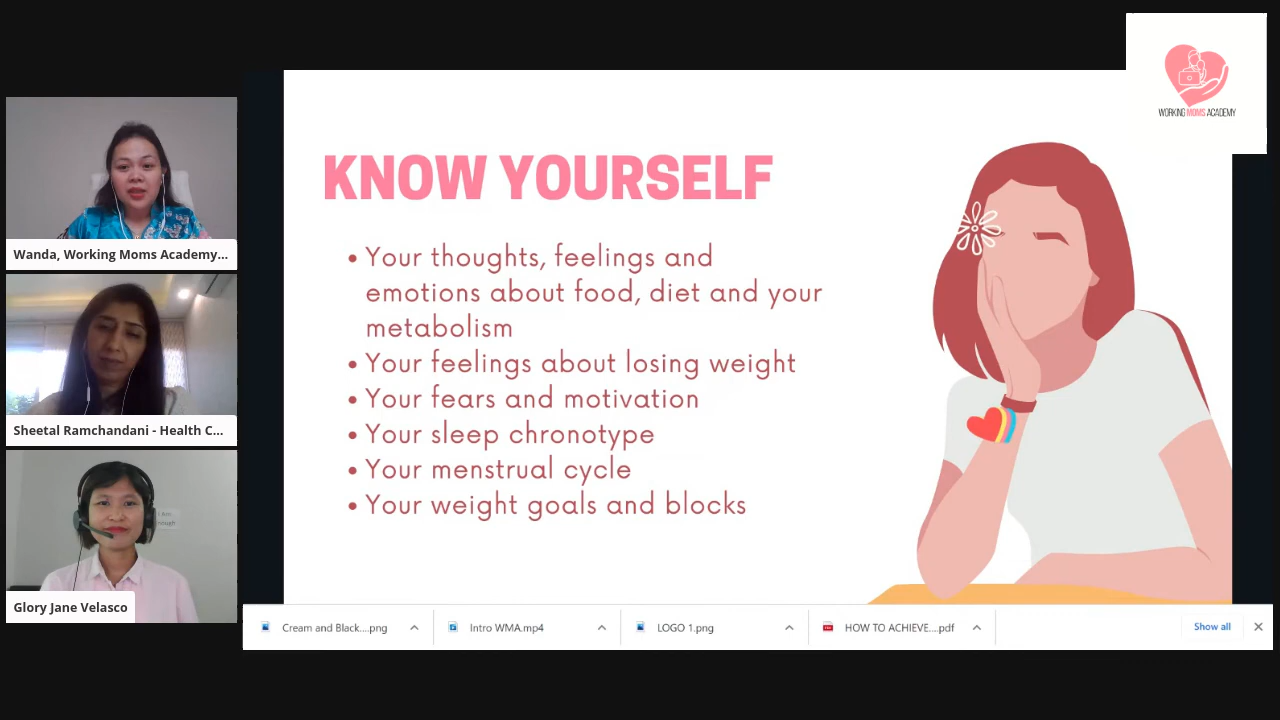 WORKING MOMS ACADEMY
KNOW YOURSELF
Your thoughts, feelings and
emotions about food, diet and your
metabolism
Your feelings about losing weight
Your fears and motivation
Your sleep chronotype
Your menstrual cycle
Your weight goals and blocks
Wanda, Working Moms Academy...
Sheetal Ramchandani - Health C...
I Am
Glory Jane Velasco
Cream and Black....png
Intro WMA.mp4
LOGO 1.png
HOW TO ACHIEVE....pdf
Show all